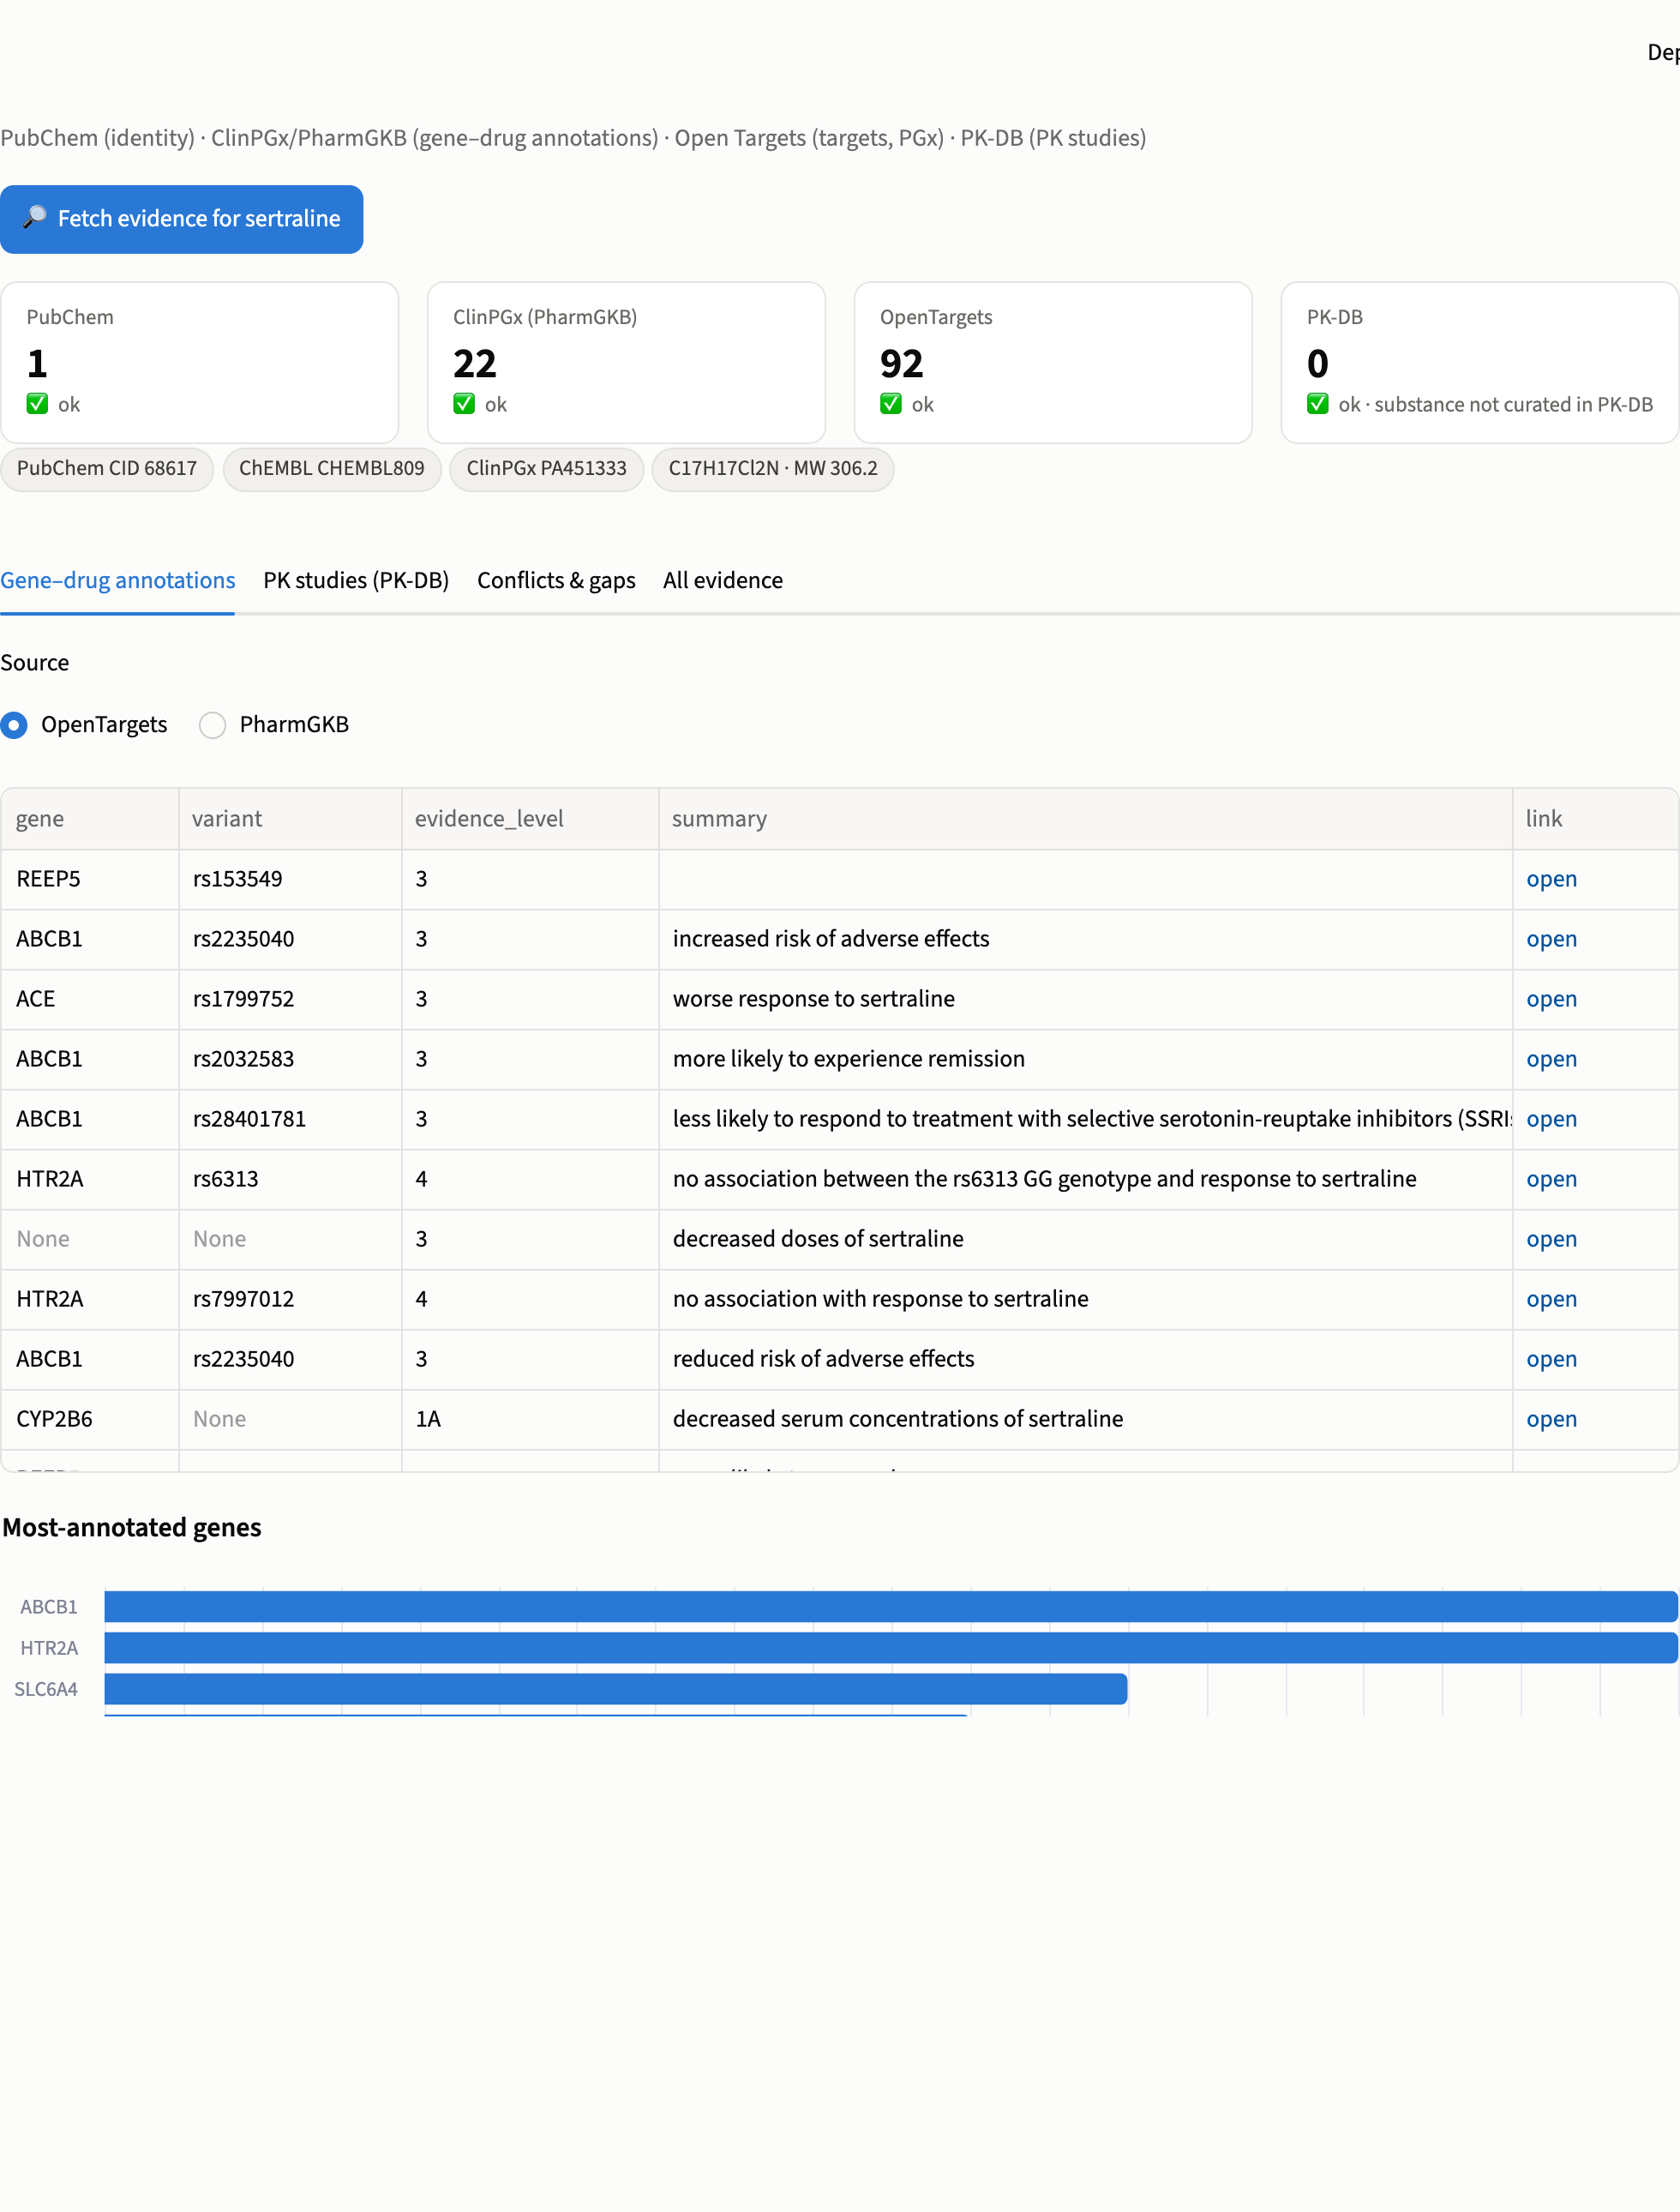 Dep
PubChem (identity) · ClinPGx/PharmGKB (gene–drug annotations) · Open Targets (targets, PGx) · PK-DB (PK studies)
Fetch evidence for sertraline
PubChem
1
ok
ClinPGx (PharmGKB)
22
ok
OpenTargets
92
ok
PK-DB
0
ok · substance not curated in PK-DB
PubChem CID 68617
ChEMBL CHEMBL809
ClinPGx PA451333
C17H17Cl2N · MW 306.2
Gene–drug annotations PK studies (PK-DB) Conflicts & gaps All evidence
Source
OpenTargets PharmGKB
gene variant evidence_level summary link
REEP5 rs153549 3 open
ABCB1 rs2235040 3 increased risk of adverse effects open
ACE rs1799752 3 worse response to sertraline open
ABCB1 rs2032583 3 more likely to experience remission open
ABCB1 rs28401781 3 less likely to respond to treatment with selective serotonin-reuptake inhibitors (SSRIs open
HTR2A rs6313 4 no association between the rs6313 GG genotype and response to sertraline open
None None 3 decreased doses of sertraline open
HTR2A rs7997012 4 no association with response to sertraline open
ABCB1 rs2235040 3 reduced risk of adverse effects open
CYP2B6 None 1A decreased serum concentrations of sertraline open
Most-annotated genes
ABCB1
HTR2A
SLC6A4